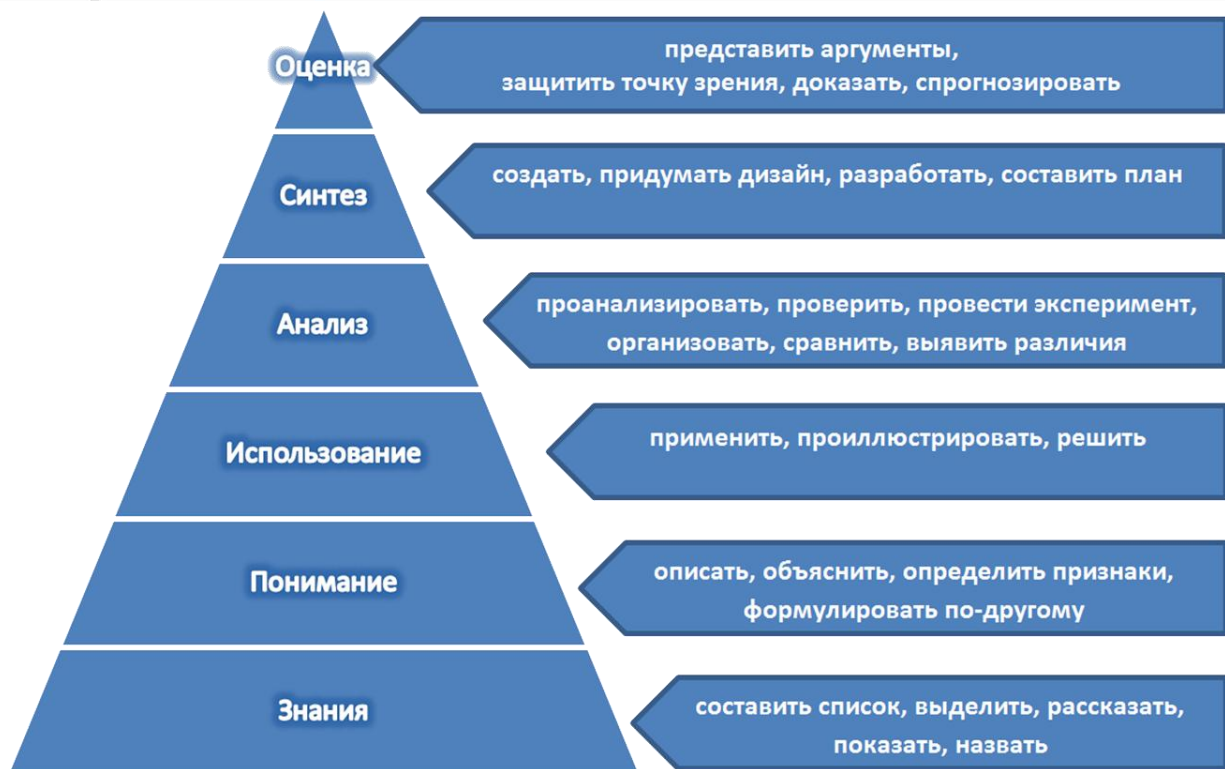 Оценка
представить аргументы,
защитить точку зрения, доказать, спрогнозировать
Синтез
создать, придумать дизайн, разработать, составить план
Анализ
проанализировать, проверить, провести эксперимент,
организовать, сравнить, выявить различия
Использование
применить, проиллюстрировать, решить
Понимание
описать, объяснить, определить признаки,
формулировать по-другому
Знания
составить список, выделить, рассказать,
показать, назвать